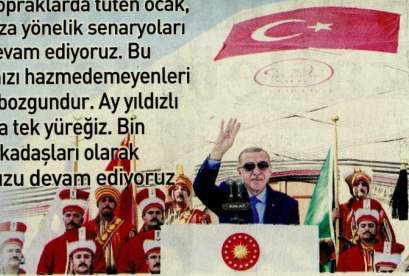 opraklarda tüten ocak,
za yönelik senaryoları
evam ediyoruz. Bu
ızı hazmedemeyenleri
bozgundur. Ay yıldızlı
a tek yüreğiz. Bin
kadaşları olarak
uzu devam ediyoruz